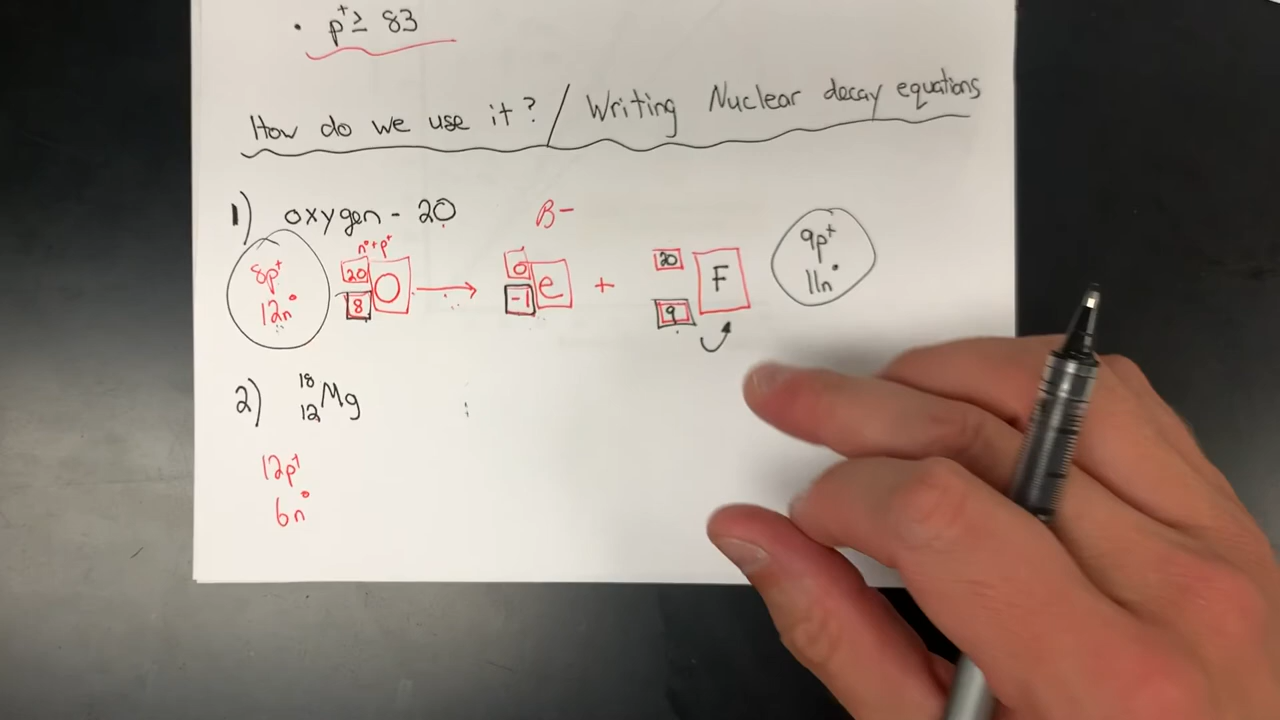 • p⁺ ≥ 83
How do we use it? / Writing Nuclear decay equations
1) oxygen - 20 B-
n° + p⁺
8p⁺ 12n° 20 8 O → 0 -1 e + 20 9 F 9p⁺ 11n°
2) 18 12 Mg
12p⁺
6n°